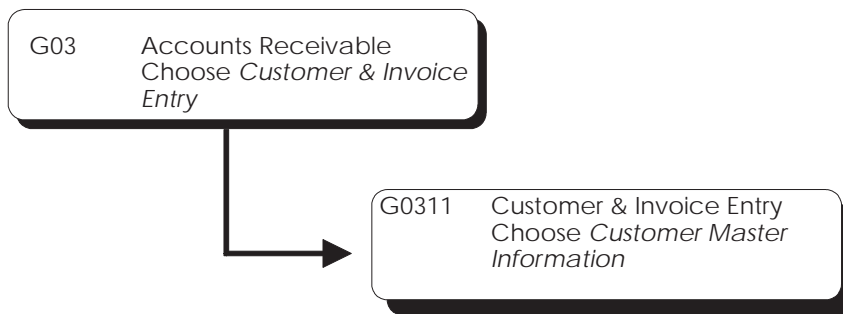 G03 Accounts Receivable
Choose Customer & Invoice
Entry
G0311 Customer & Invoice Entry
Choose Customer Master
Information